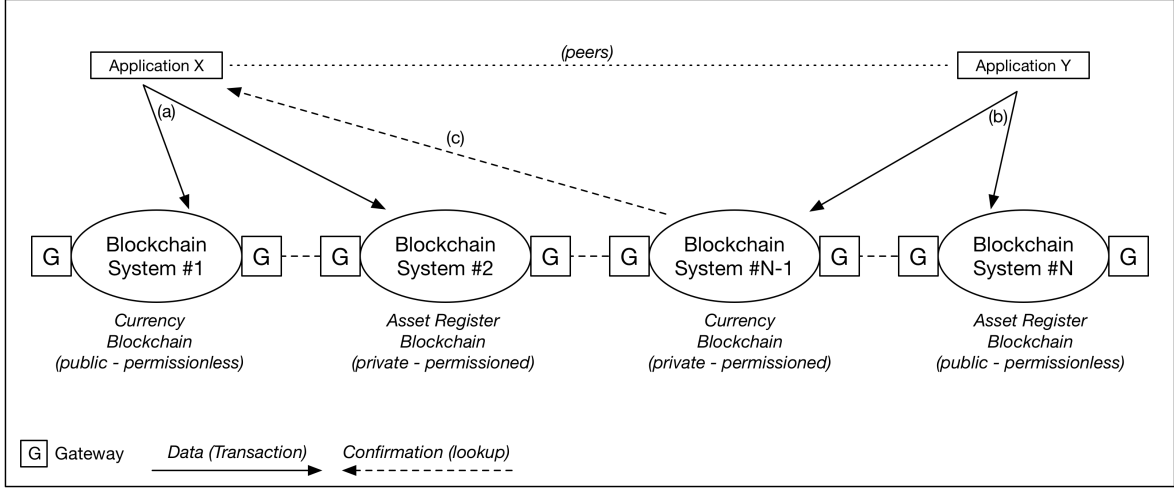 (peers)
Application X
Application Y
(a)
(b)
(c)
G
Blockchain
System #1
G
G
Blockchain
System #2
G
G
Blockchain
System #N-1
G
G
Blockchain
System #N
G
Currency
Blockchain
(public - permissionless)
Asset Register
Blockchain
(private - permissioned)
Currency
Blockchain
(private - permissioned)
Asset Register
Blockchain
(public - permissionless)
G Gateway
Data (Transaction)
Confirmation (lookup)